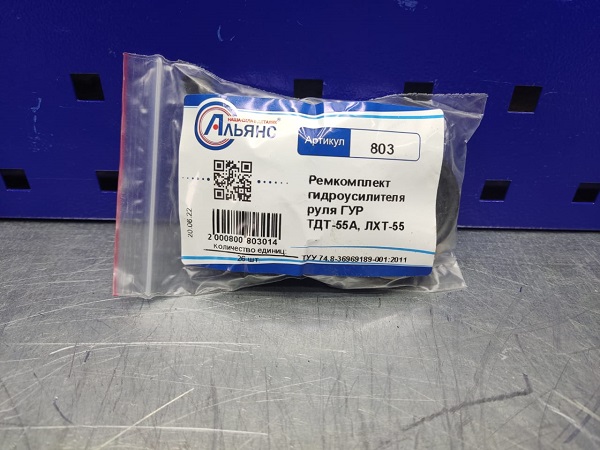 Альянс
Артикул 803
Ремкомплект
гидроусилителя
руля ГУР
ТДТ-55А, ЛХТ-55
20.06.22
2 000800 803014
Количество единиц:
26 шт.
ТУУ 74.8-36969189-001:2011